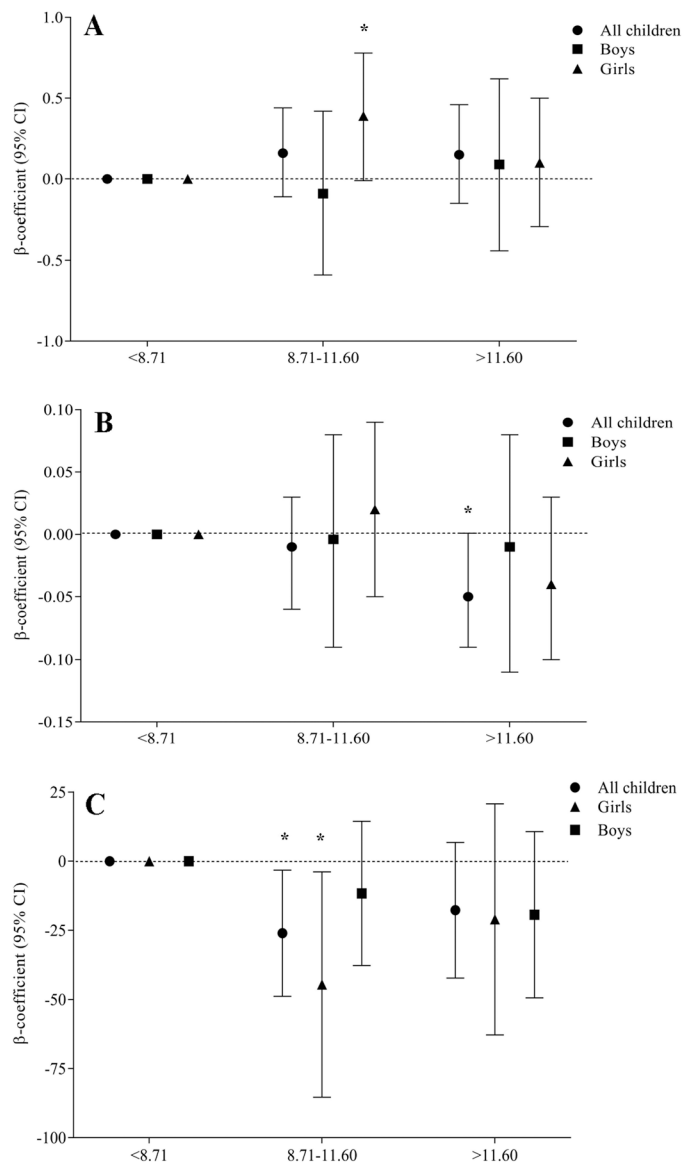 A
All children
Boys
Girls
*
β-coefficient (95% CI)
1.0
0.5
0.0
-0.5
-1.0
<8.71
8.71-11.60
>11.60
B
All children
Boys
Girls
*
β-coefficient (95% CI)
0.10
0.05
0.00
-0.05
-0.10
-0.15
<8.71
8.71-11.60
>11.60
C
All children
Girls
Boys
* *
β-coefficient (95% CI)
25
0
-25
-50
-75
-100
<8.71
8.71-11.60
>11.60